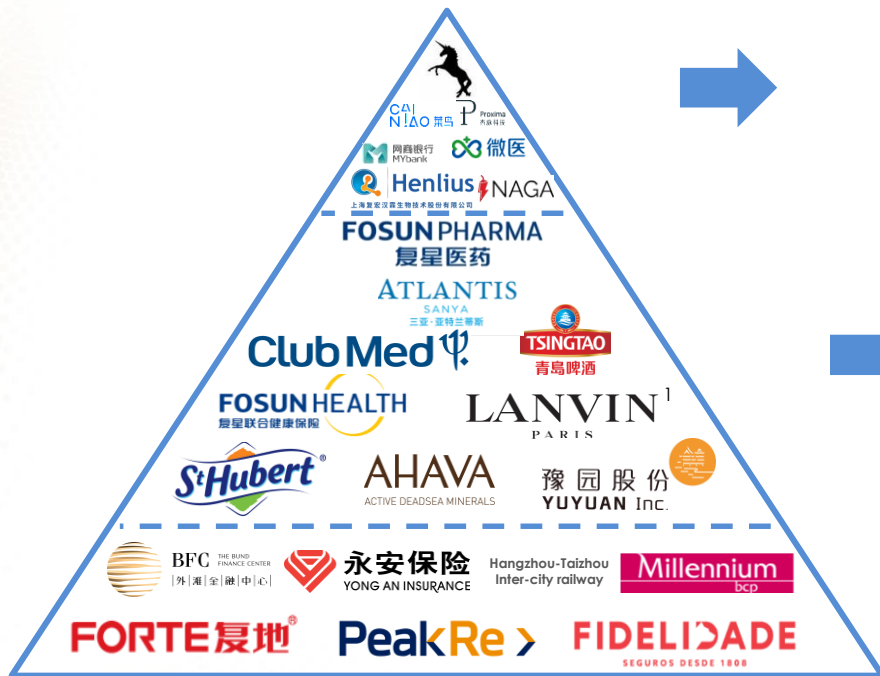 CAI
NIAO 菜鸟
Proxima
网商银行
MYbank
微医
Henlius
上海复宏汉霖生物技术股份有限公司
NAGA
FOSUN PHARMA
复星医药
ATLANTIS
SANYA
三亚·亚特兰蒂斯
Club Med
TSINGTAO
青岛啤酒
FOSUN HEALTH
复星联合健康保险
LANVIN 1
PARIS
St Hubert ®
AHAVA
ACTIVE DEADSEA MINERALS
豫园股份
YUYUAN Inc.
BFC THE BUND
FINANCE CENTER
|外滩|金|融|中|心|
永安保险
YONG AN INSURANCE
Hangzhou-Taizhou
Inter-city railway
Millennium
bcp
FORTE复地®
PeakRe
FIDELIDADE
SEGUROS DESDE 1808